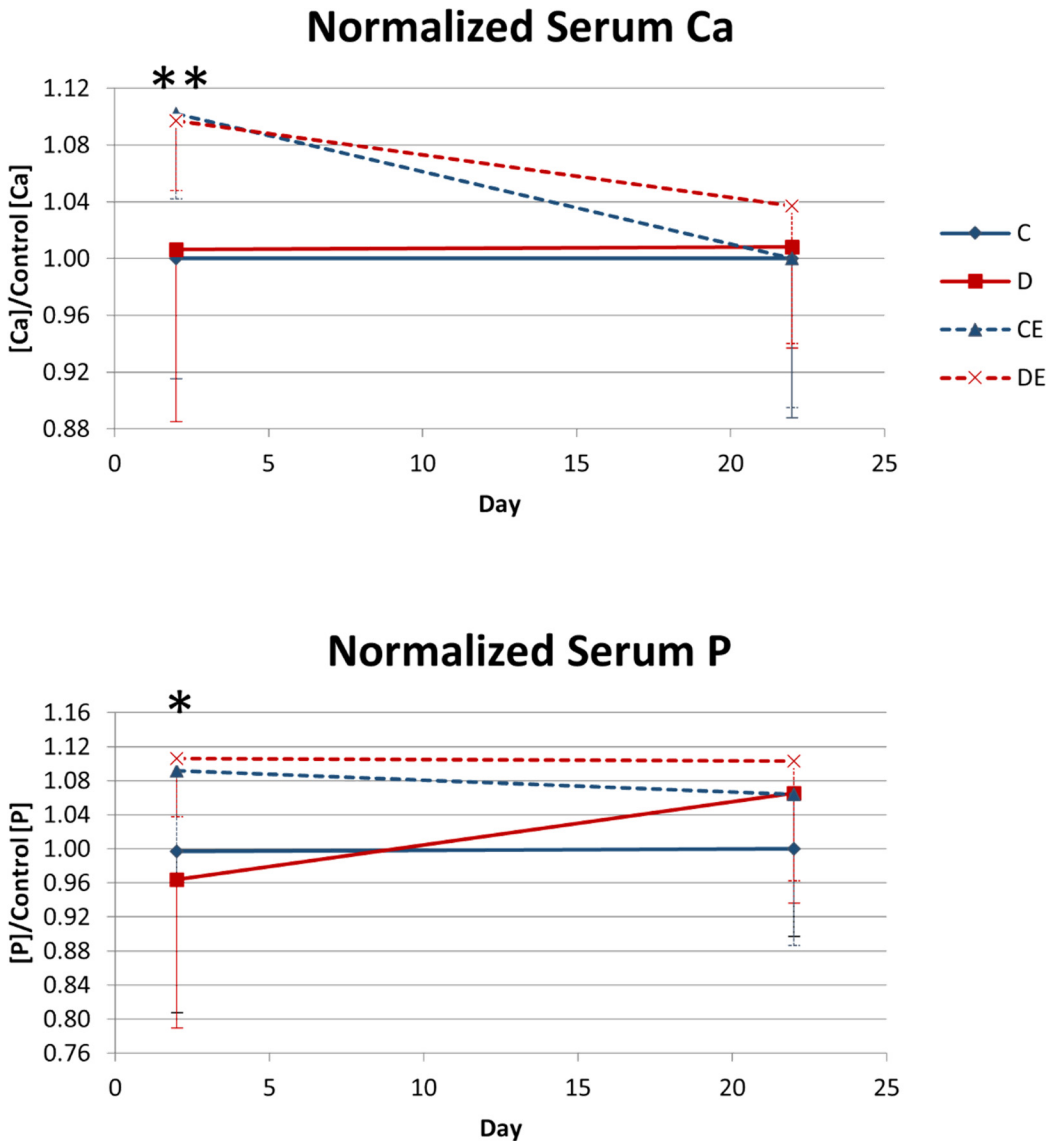 Normalized Serum Ca
**
1.12
1.08
1.04
1.00
0.96
0.92
0.88
[Ca]/Control [Ca]
0 5 10 15 20 25
Day
C
D
CE
DE
Normalized Serum P
*
1.16
1.12
1.08
1.04
1.00
0.96
0.92
0.88
0.84
0.80
0.76
[P]/Control [P]
0 5 10 15 20 25
Day